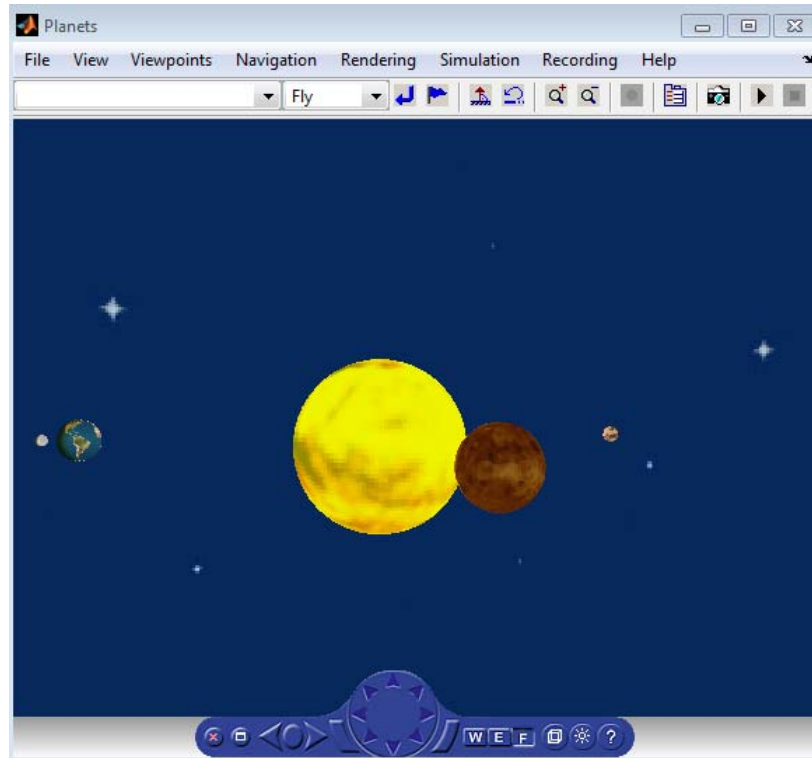 Planets
File View Viewpoints Navigation Rendering Simulation Recording Help
Fly
W E F ?